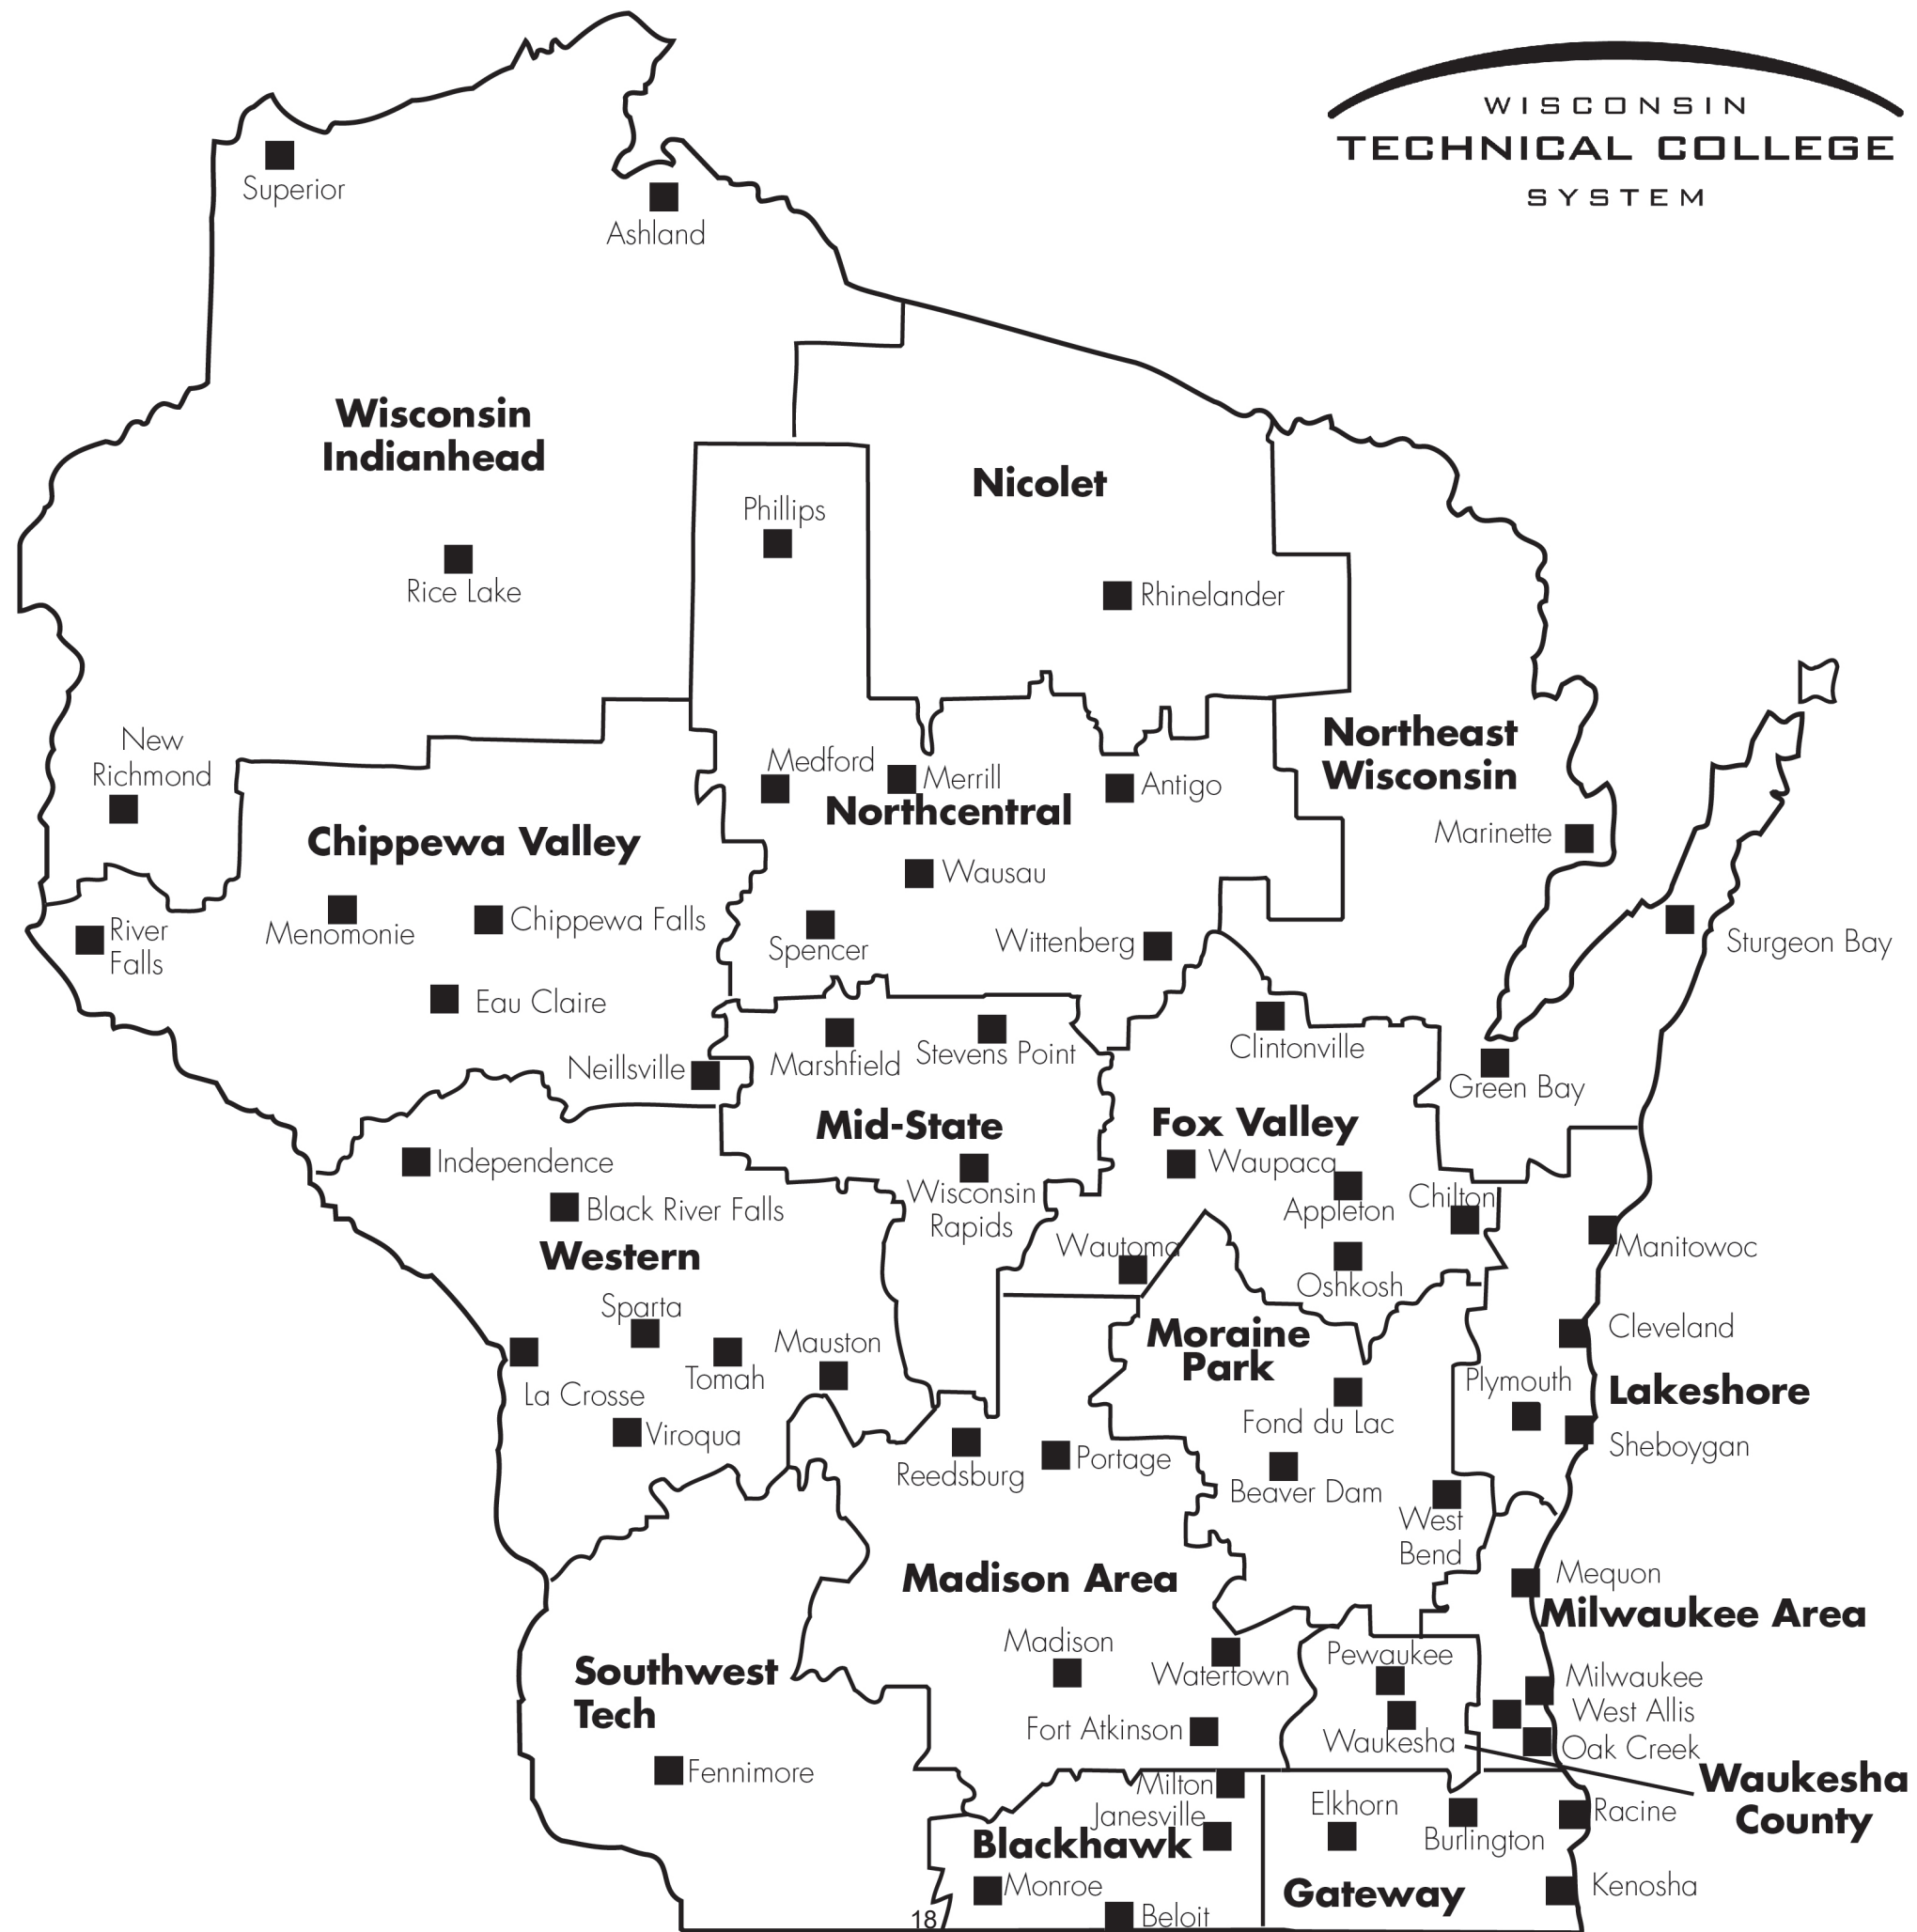 WISCONSIN
TECHNICAL COLLEGE
SYSTEM
Superior
Ashland
Wisconsin
Indianhead
Nicolet
Phillips
Rice Lake
Rhinelander
New
Richmond
Northeast
Wisconsin
Medford
Merrill
Antigo
Northcentral
Chippewa Valley
Marinette
Wausau
Menomonie
Chippewa Falls
River
Falls
Spencer
Wittenberg
Sturgeon Bay
Eau Claire
Clintonville
Marshfield
Stevens Point
Neillsville
Green Bay
Mid-State
Fox Valley
Independence
Waupaca
Wisconsin
Rapids
Appleton
Chilton
Black River Falls
Western
Wautoma
Manitowoc
Oshkosh
Sparta
Cleveland
Moraine
Park
Mauston
Tomah
La Crosse
Plymouth
Lakeshore
Fond du Lac
Viroqua
Sheboygan
Reedsburg
Portage
Beaver Dam
West
Bend
Madison Area
Mequon
Milwaukee Area
Madison
Watertown
Pewaukee
Southwest
Tech
Milwaukee
West Allis
Fort Atkinson
Waukesha
Oak Creek
Fennimore
Waukesha
County
Milton
Janesville
Elkhorn
Burlington
Racine
Blackhawk
Monroe
Gateway
Kenosha
Beloit
18